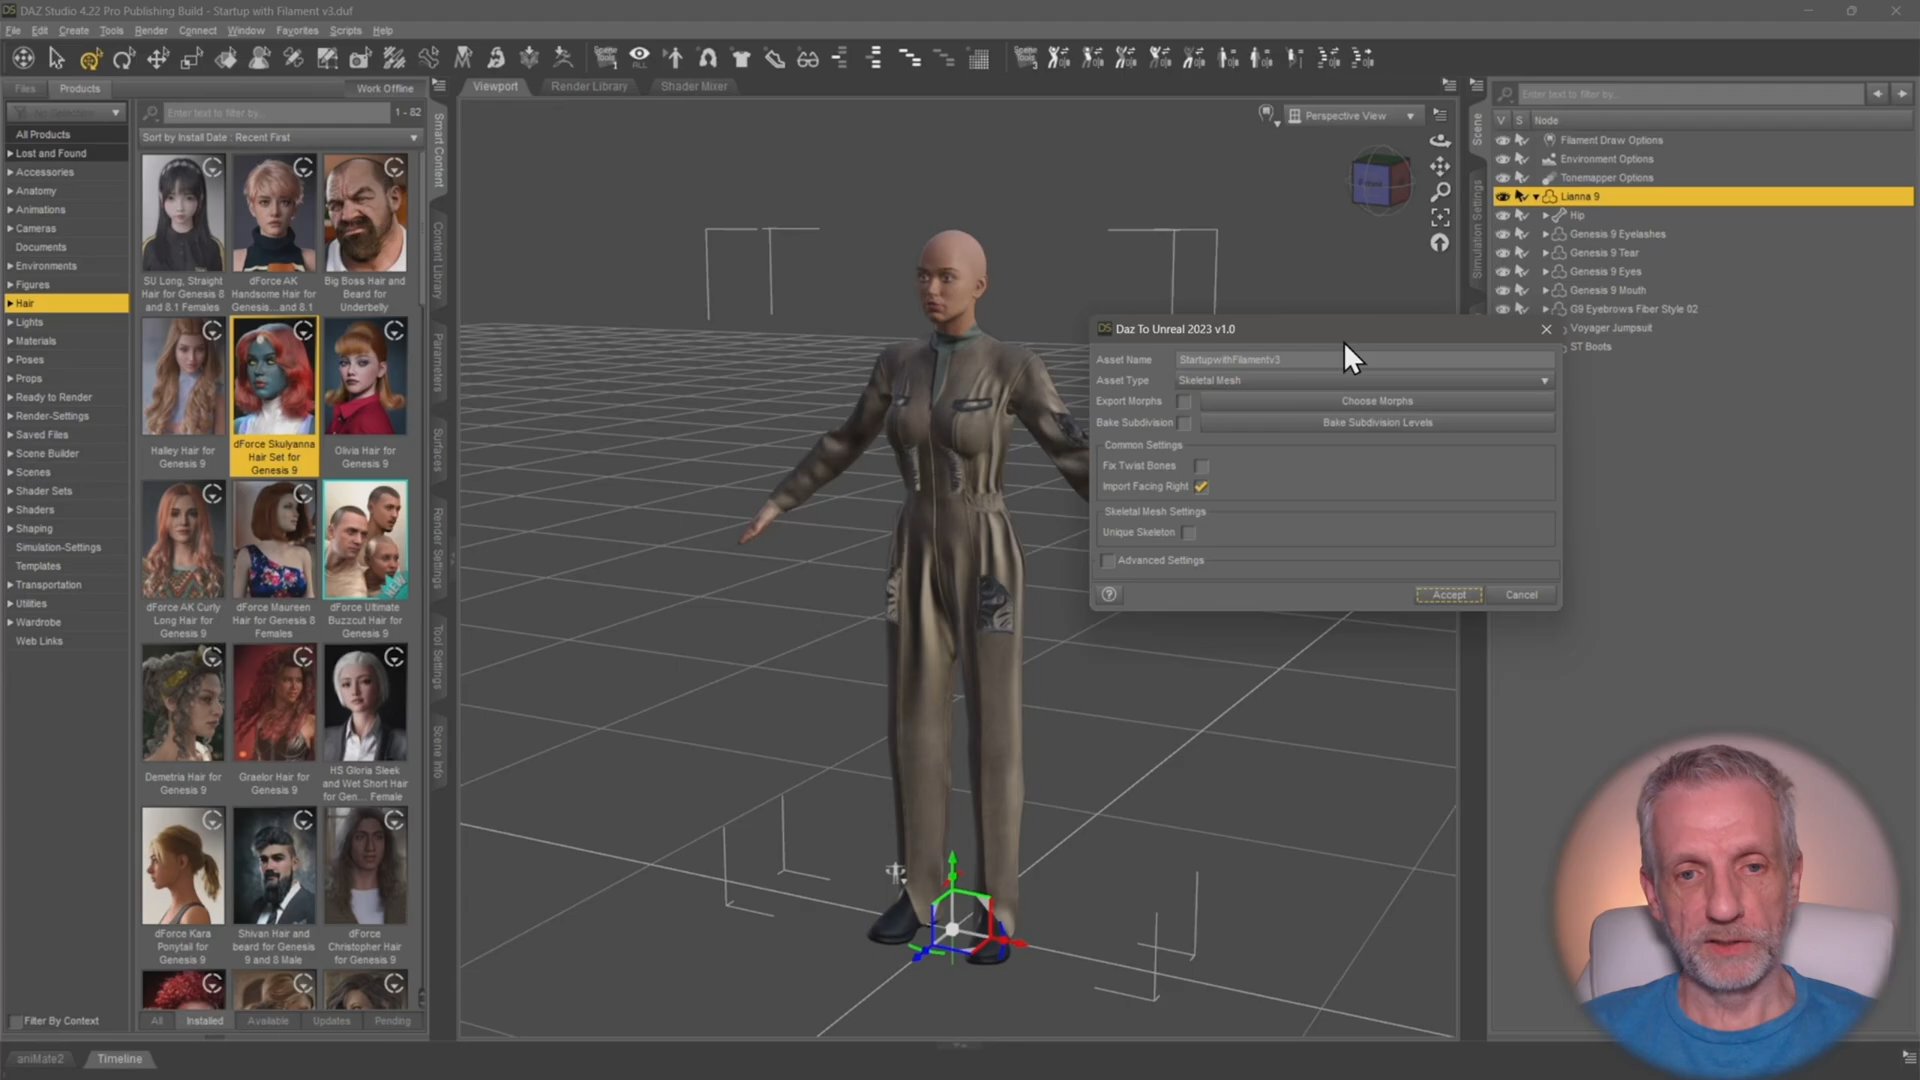 DAZ Studio 4.22 Pro Publishing Build - Startup with Filament v3.duf
File Edit Create Tools Render Connect Window Favorites Scripts Help
Files Products Work Offline
Enter text to filter by... 1 - 82
Sort by Install Date : Recent First
All Products
Lost and Found
Accessories
Anatomy
Animations
Cameras
Documents
Environments
Figures
Hair
Lights
Materials
Poses
Props
Ready to Render
Render-Settings
Saved Files
Scene Builder
Scenes
Shader Sets
Shaders
Shaping
Simulation-Settings
Templates
Transportation
Utilities
Wardrobe
Web Links
Filter By Context
SU Long, Straight
Hair for Genesis 8
and 8.1 Females
dForce AK
Handsome Hair for
Genesis...and 8.1
Big Boss Hair and
Beard for
Underbelly
Halley Hair for
Genesis 9
dForce Skulyanna
Hair Set for
Genesis 9
Olivia Hair for
Genesis 9
dForce AK Curly
Long Hair for
Genesis 9
dForce Maureen
Hair for Genesis 8
Females
NEW
dForce Ultimate
Buzzcut Hair for
Genesis 9
Demetria Hair for
Genesis 9
Graelor Hair for
Genesis 9
HS Gloria Sleek
and Wet Short Hair
for Gen... Female
dForce Kara
Ponytail for
Genesis 9
Shivan Hair and
beard for Genesis
9 and 8 Male
dForce
Christopher Hair
for Genesis 9
All Installed Available Updates Pending
Smart Content
Content Library
Parameters
Surfaces
Render Settings
Tool Settings
Scene Info
Viewport Render Library Shader Mixer
Perspective View
Daz To Unreal 2023 v1.0
Asset Name StartupwithFilamentv3
Asset Type Skeletal Mesh
Export Morphs Choose Morphs
Bake Subdivision Bake Subdivision Levels
Common Settings
Fix Twist Bones
Import Facing Right
Skeletal Mesh Settings
Unique Skeleton
Advanced Settings
Accept Cancel
Scene
Simulation Settings
Enter text to filter by...
V S Node
Filament Draw Options
Environment Options
Tonemapper Options
Lianna 9
Hip
Genesis 9 Eyelashes
Genesis 9 Tear
Genesis 9 Eyes
Genesis 9 Mouth
G9 Eyebrows Fiber Style 02
Voyager Jumpsuit
ST Boots
aniMate2 Timeline